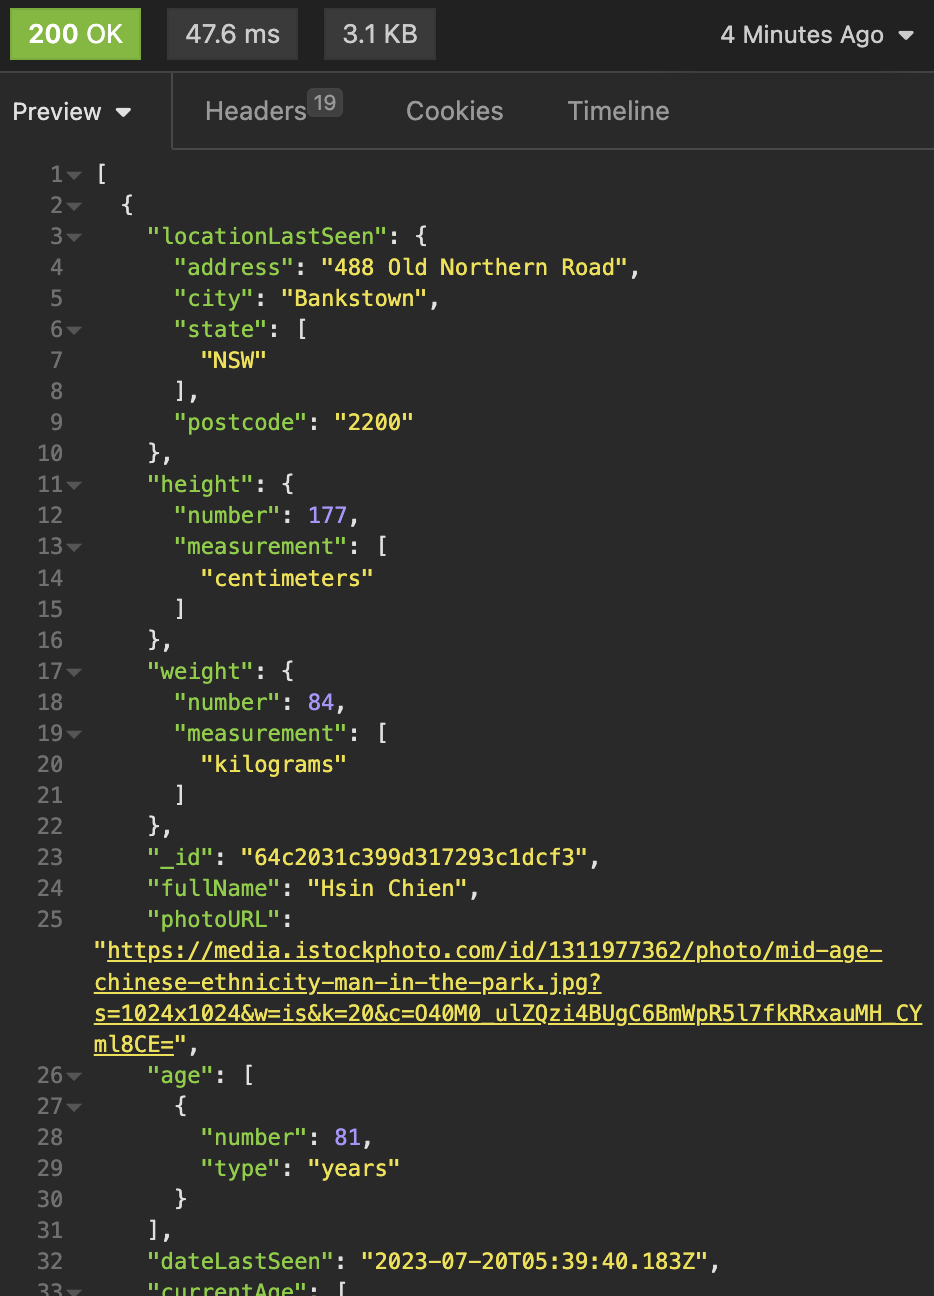 200 OK 47.6 ms 3.1 KB 4 Minutes Ago
Preview Headers 19 Cookies Timeline
1 [
2 {
3 "locationLastSeen": {
4 "address": "488 Old Northern Road",
5 "city": "Bankstown",
6 "state": [
7 "NSW"
8 ],
9 "postcode": "2200"
10 },
11 "height": {
12 "number": 177,
13 "measurement": [
14 "centimeters"
15 ]
16 },
17 "weight": {
18 "number": 84,
19 "measurement": [
20 "kilograms"
21 ]
22 },
23 "_id": "64c2031c399d317293c1dcf3",
24 "fullName": "Hsin Chien",
25 "photoURL":
"https://media.istockphoto.com/id/1311977362/photo/mid-age-
chinese-ethnicity-man-in-the-park.jpg?
s=1024x1024&w=is&k=20&c=O40M0_ulZQzi4BUgC6BmWpR5l7fkRRxauMH_CY
ml8CE=",
26 "age": [
27 {
28 "number": 81,
29 "type": "years"
30 }
31 ],
32 "dateLastSeen": "2023-07-20T05:39:40.183Z",
33 "currentAge": [